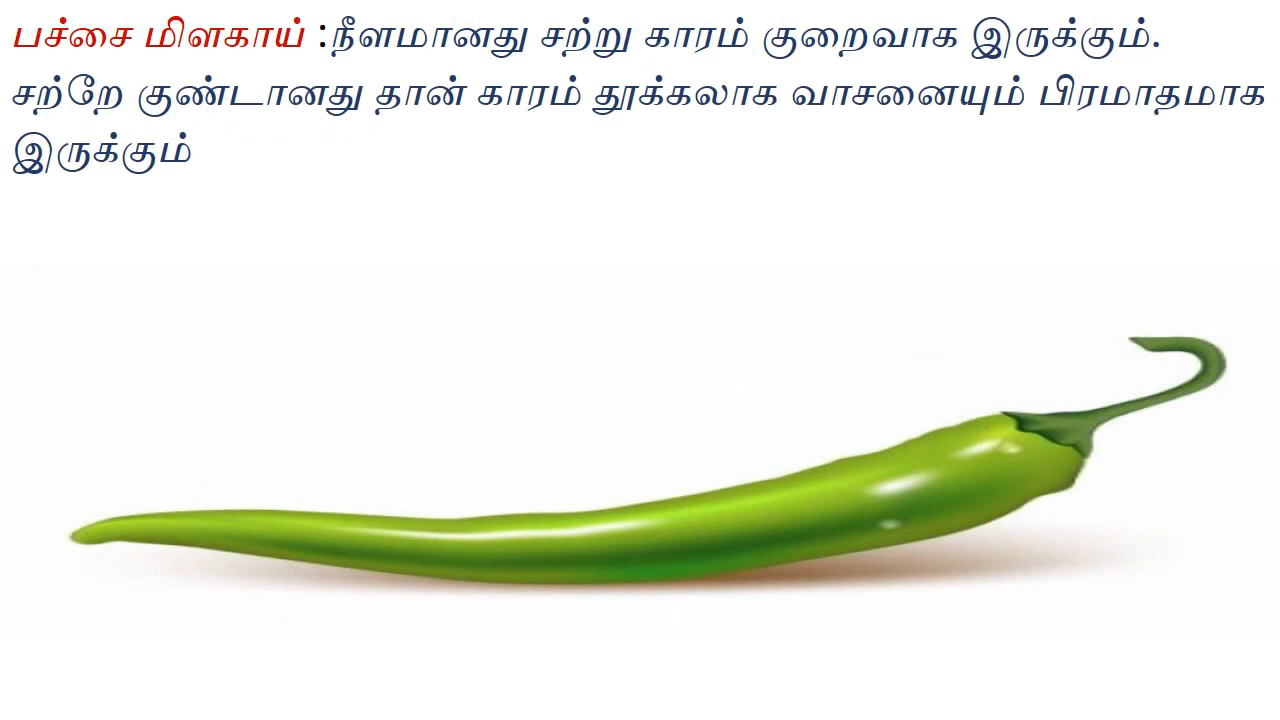 பச்சை மிளகாய் :நீளமானது சற்று காரம் குறைவாக இருக்கும்.
சற்றே குண்டானது தான் காரம் தூக்கலாக வாசனையும் பிரமாதமாக
இருக்கும்